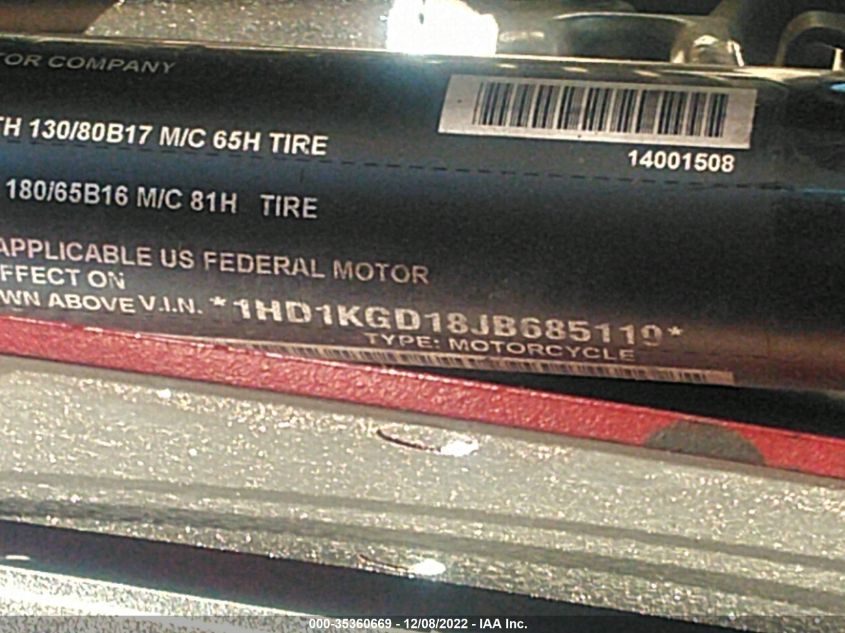 TOR COMPANY
TH 130/80B17 M/C 65H TIRE
14001508
180/65B16 M/C 81H TIRE
APPLICABLE US FEDERAL MOTOR
FFECT ON
WN ABOVE V.I.N. *1HD1KGD18JB685119*
TYPE: MOTORCYCLE
000-35360669 - 12/08/2022 - IAA Inc.